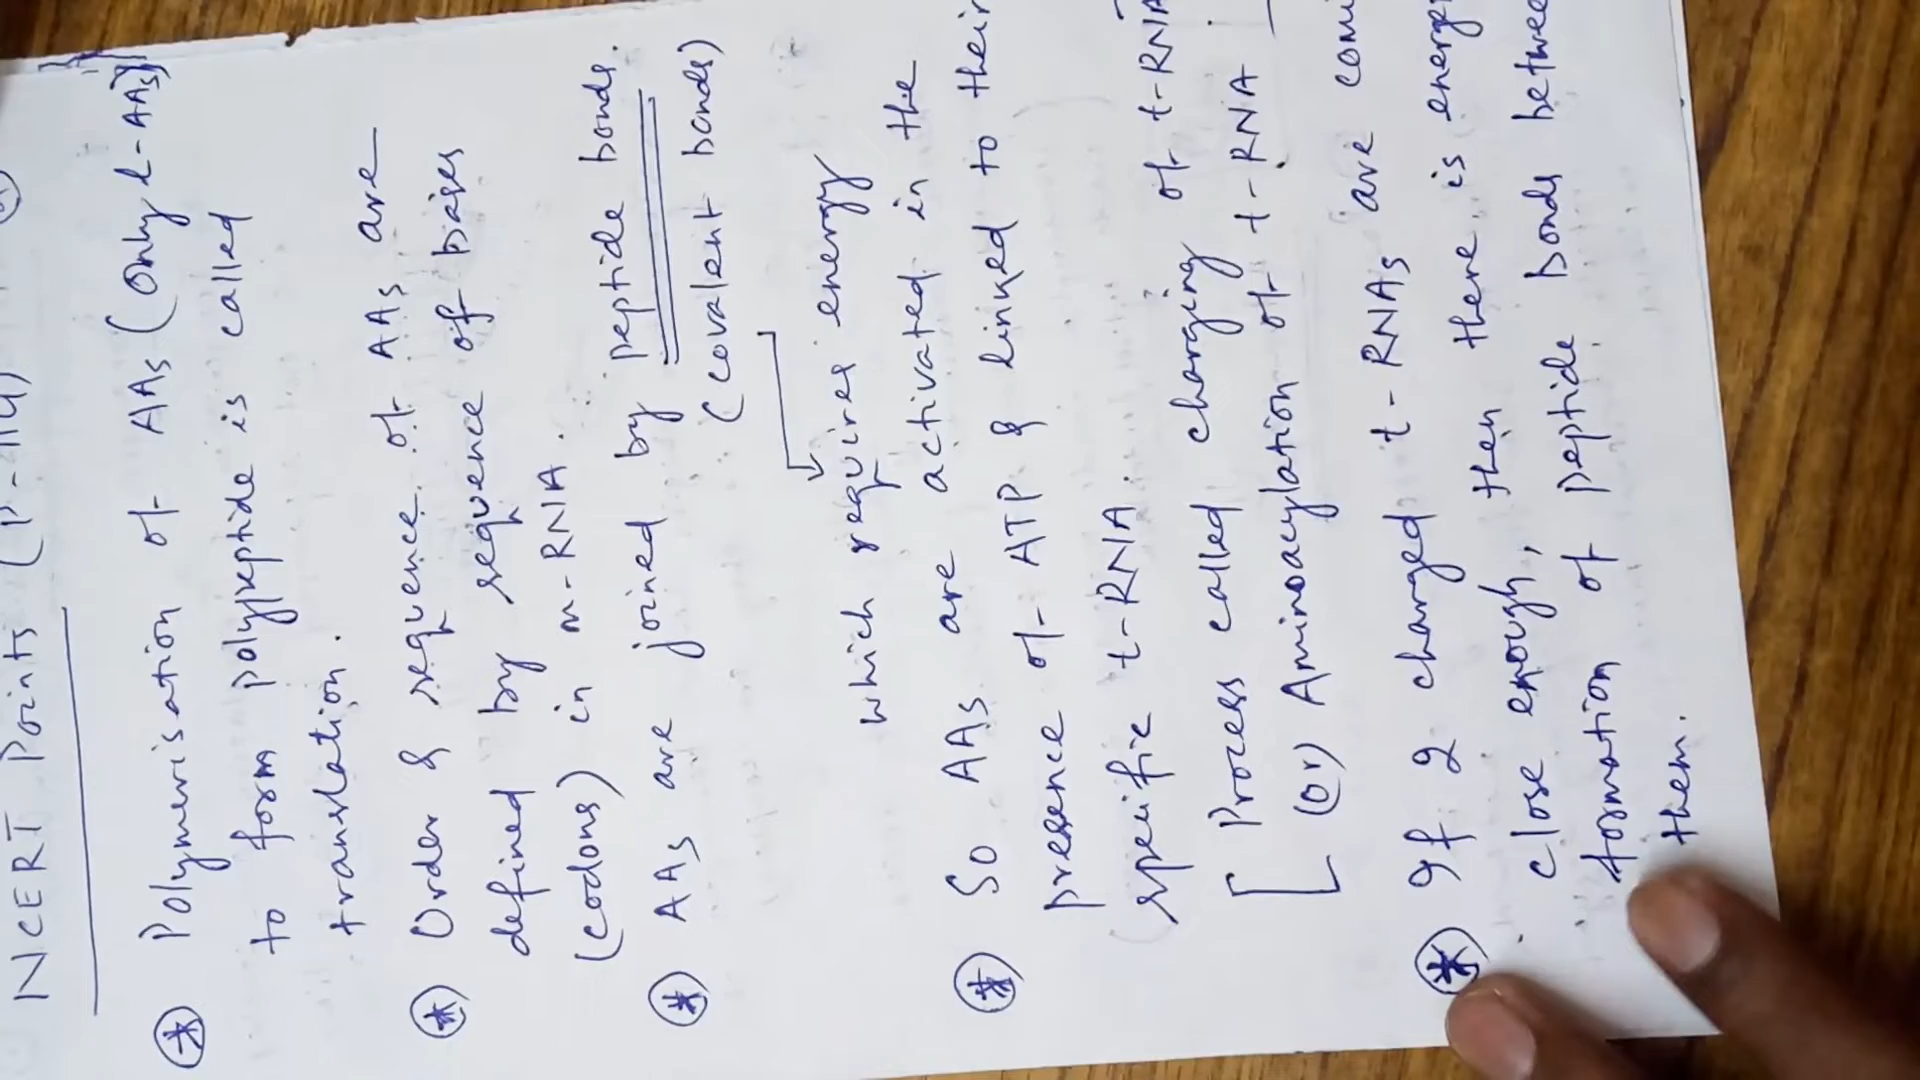 NCERT Points (P-114)
* Polymerisation of AAs (Only L-AAs)
to form polypeptide is called
translation.
* Order & sequence of AAs are
defined by sequence of bases
(codons) in m-RNA.
* AAs are joined by peptide bonds.
(covalent bonds)
which requires energy
* So AAs are activated in the
presence of ATP & linked to their
specific t-RNA.
[ Process called charging of t-RNA
(or) Aminoacylation of t-RNA
* If 2 charged t-RNAs are
close enough, then there is
formation of peptide bonds
them.